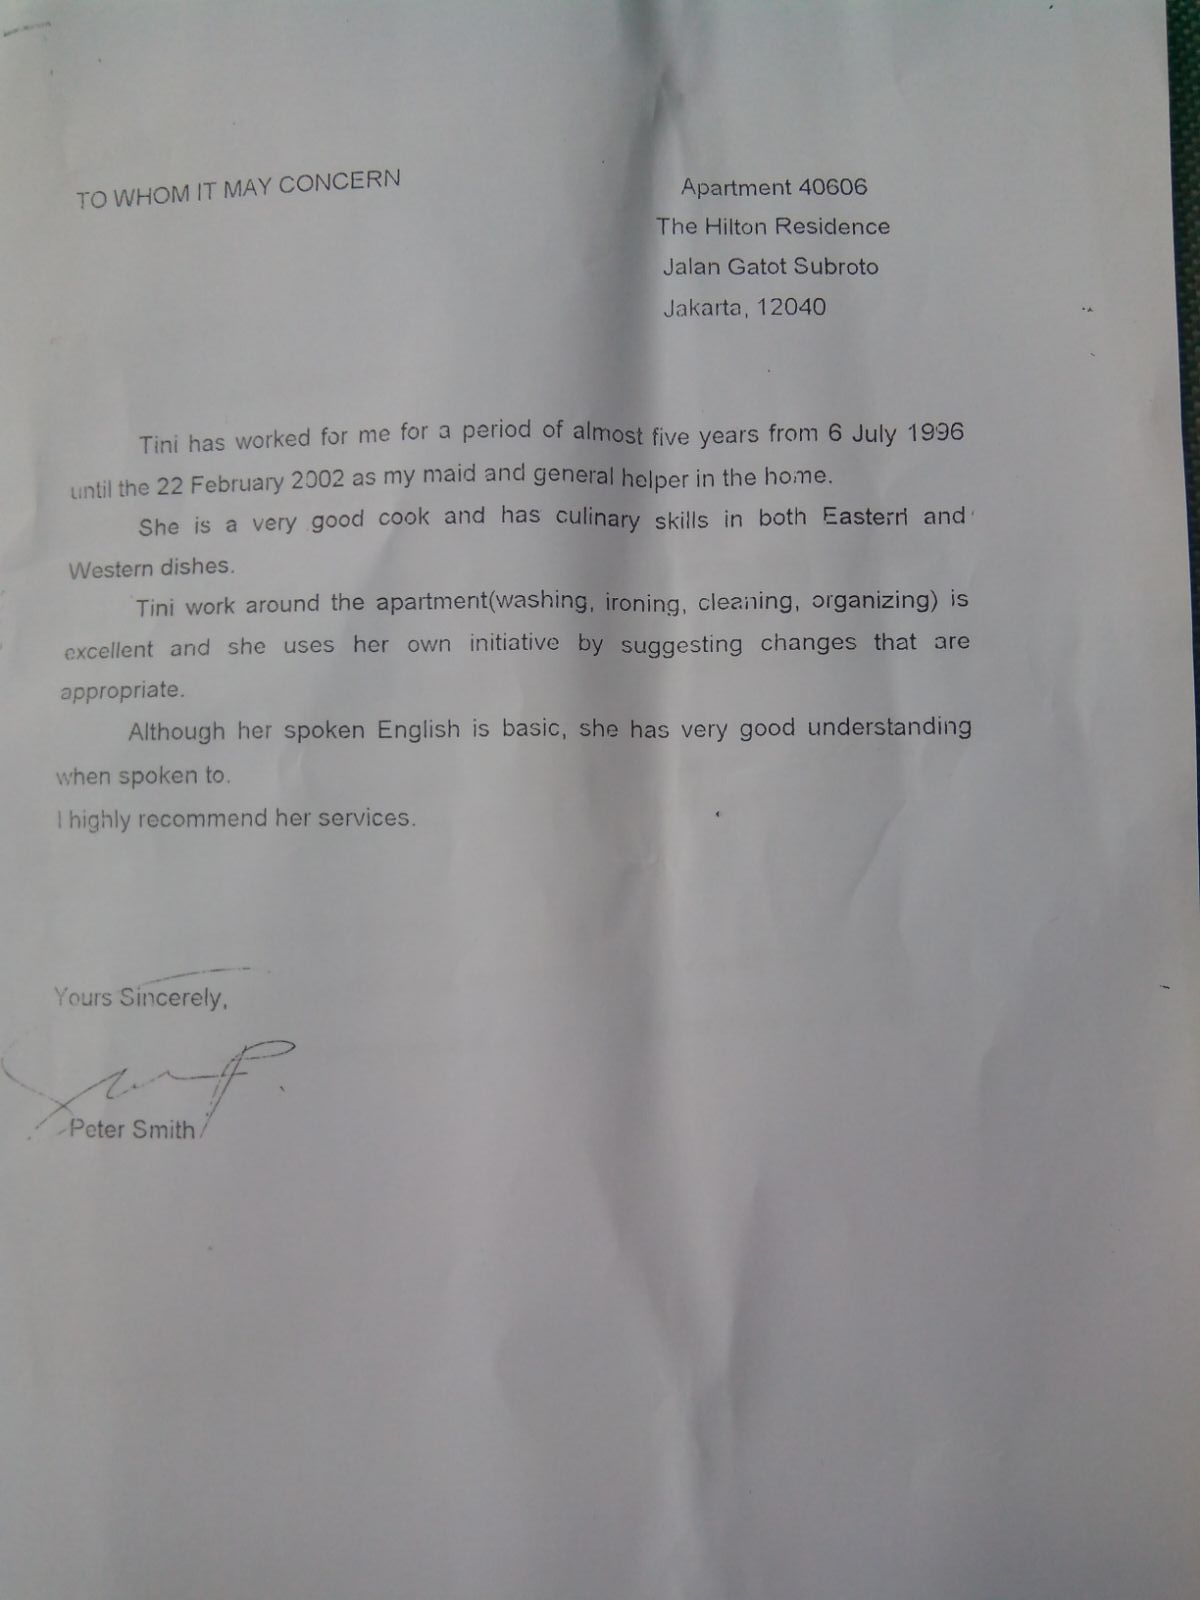 TO WHOM IT MAY CONCERN
Apartment 40606
The Hilton Residence
Jalan Gatot Subroto
Jakarta, 12040
Tini has worked for me for a period of almost five years from 6 July 1996
until the 22 February 2002 as my maid and general helper in the home.
She is a very good cook and has culinary skills in both Eastern and
Western dishes.
Tini work around the apartment(washing, ironing, cleaning, organizing) is
excellent and she uses her own initiative by suggesting changes that are
appropriate.
Although her spoken English is basic, she has very good understanding
when spoken to.
I highly recommend her services.
Yours Sincerely,
Peter Smith